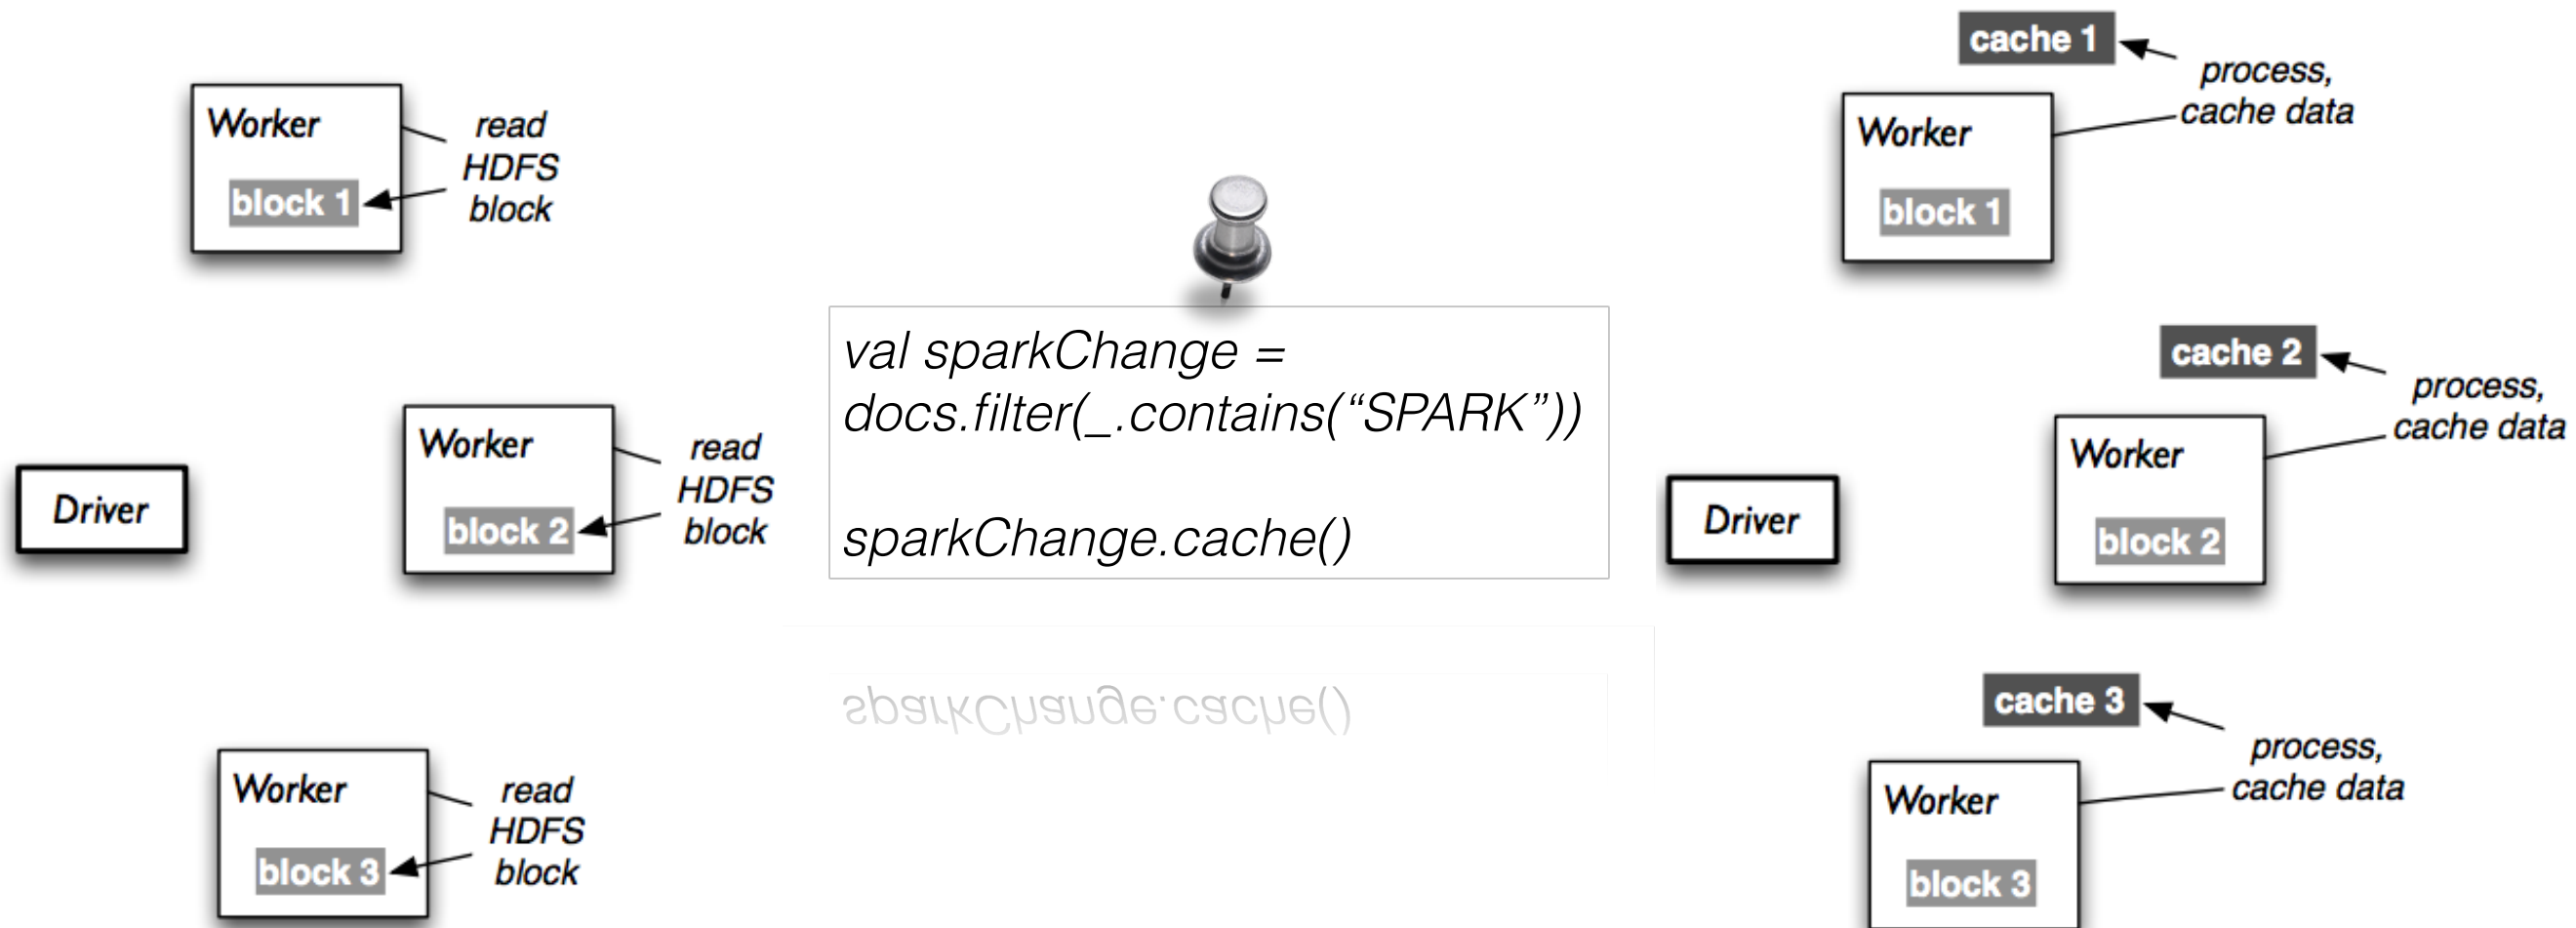 Worker
block 1
read
HDFS
block
Driver
Worker
block 2
read
HDFS
block
Worker
block 3
read
HDFS
block
val sparkChange =
docs.filter(_.contains(“SPARK”))
sparkChange.cache()
sparkChange.cache()
cache 1
process,
cache data
Worker
block 1
cache 2
process,
cache data
Driver
Worker
block 2
cache 3
process,
cache data
Worker
block 3